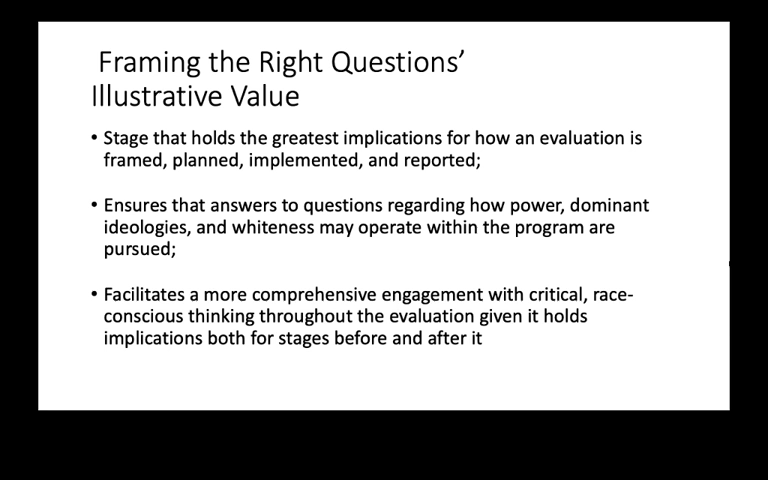 Framing the Right Questions’
Illustrative Value
• Stage that holds the greatest implications for how an evaluation is
framed, planned, implemented, and reported;
• Ensures that answers to questions regarding how power, dominant
ideologies, and whiteness may operate within the program are
pursued;
• Facilitates a more comprehensive engagement with critical, race-
conscious thinking throughout the evaluation given it holds
implications both for stages before and after it